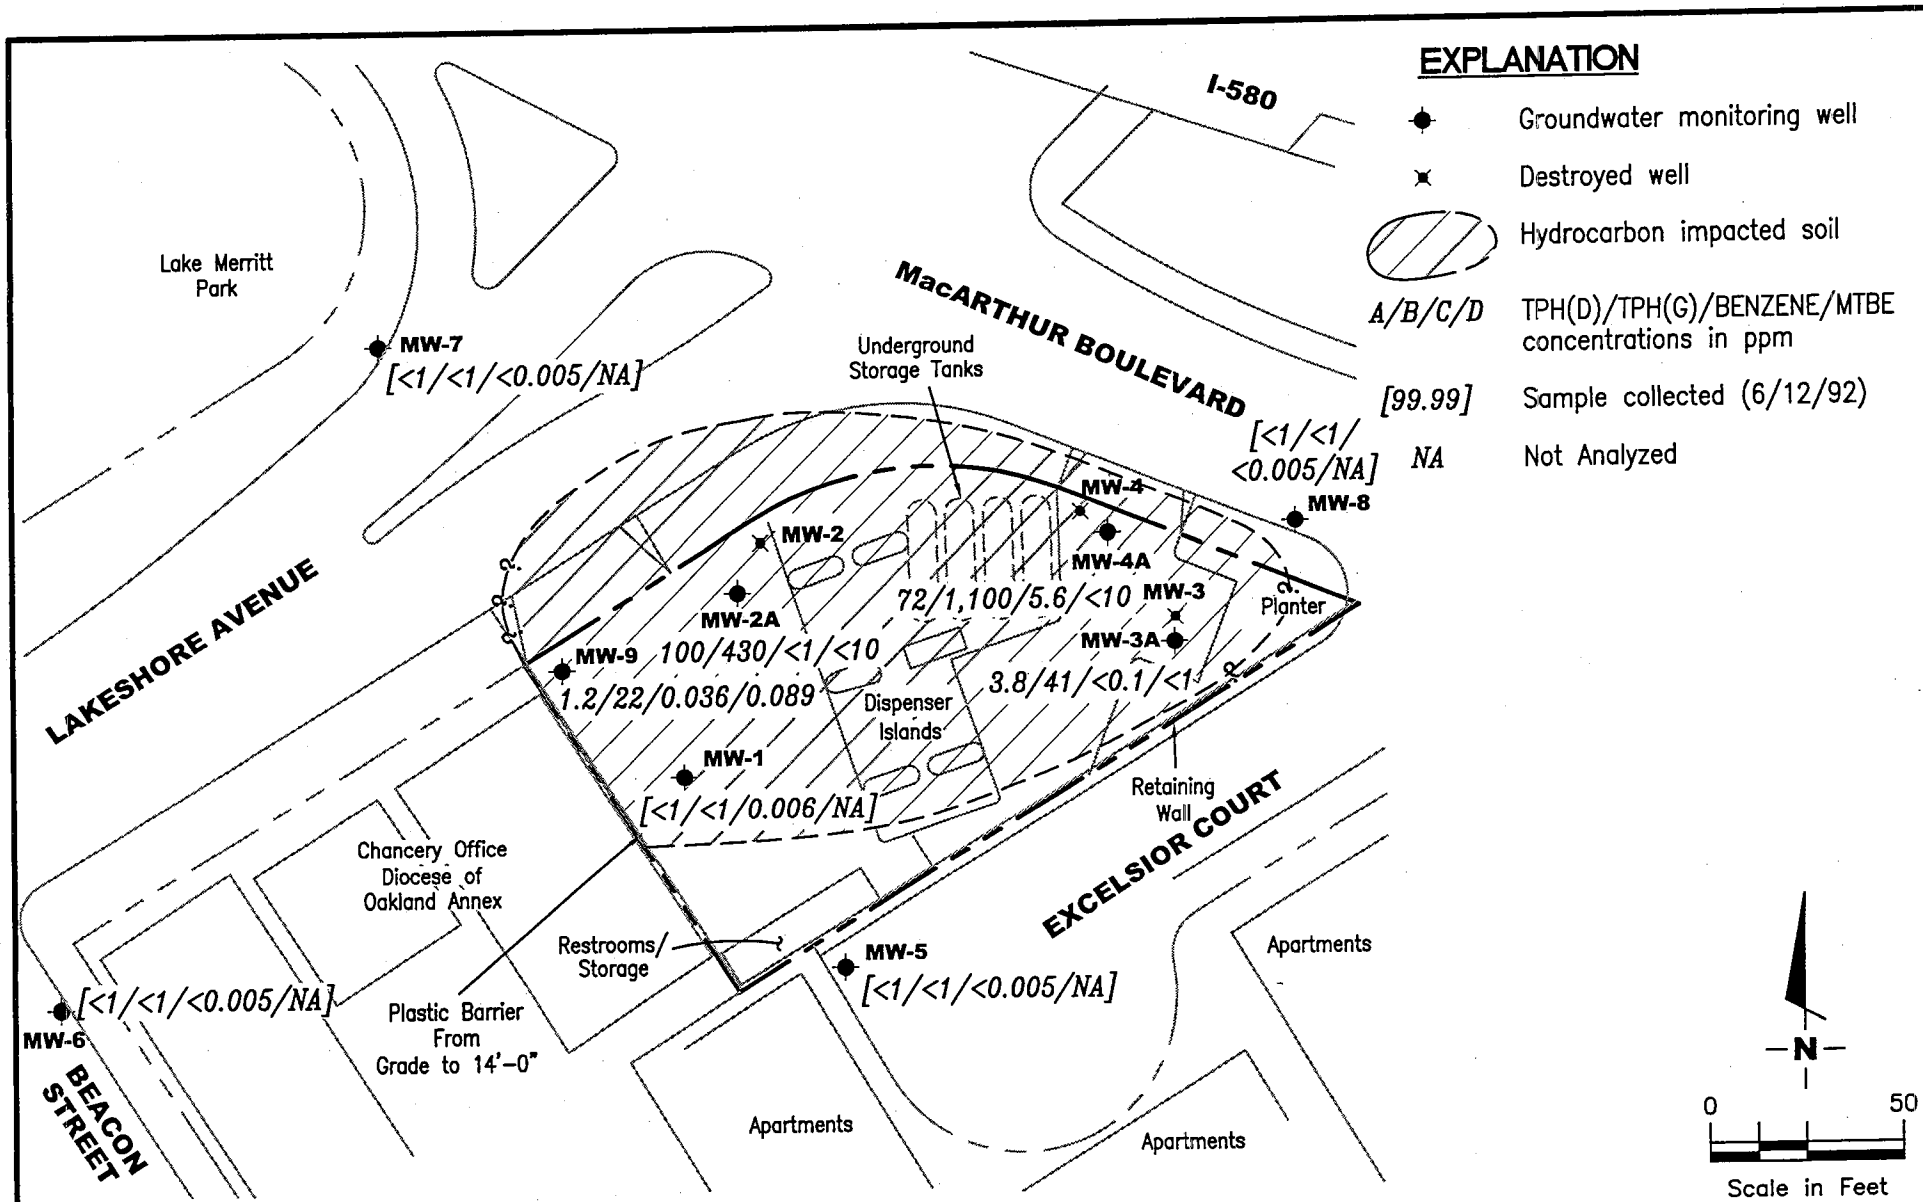 EXPLANATION
Groundwater monitoring well
Destroyed well
Hydrocarbon impacted soil
A/B/C/D TPH(D)/TPH(G)/BENZENE/MTBE
concentrations in ppm
[99.99] Sample collected (6/12/92)
NA Not Analyzed
I-580
MacARTHUR BOULEVARD
Lake Merritt
Park
MW-7
[<1/<1/<0.005/NA]
Underground
Storage Tanks
[<1/<1/
<0.005/NA]
MW-8
MW-4
MW-4A
MW-2
MW-2A
72/1,100/5.6/<10
MW-3
Planter
MW-3A
100/430/<1/<10
MW-9
1.2/22/0.036/0.089
3.8/41/<0.1/<1
?
?
?
?
?
LAKESHORE AVENUE
Dispenser
Islands
MW-1
[<1/<1/0.006/NA]
Retaining
Wall
EXCELSIOR COURT
Chancery Office
Diocese of
Oakland Annex
Restrooms/
Storage
MW-5
[<1/<1/<0.005/NA]
Apartments
[<1/<1/<0.005/NA]
MW-6
Plastic Barrier
From
Grade to 14'-0"
BEACON
STREET
Apartments
Apartments
N
0 50
Scale in Feet